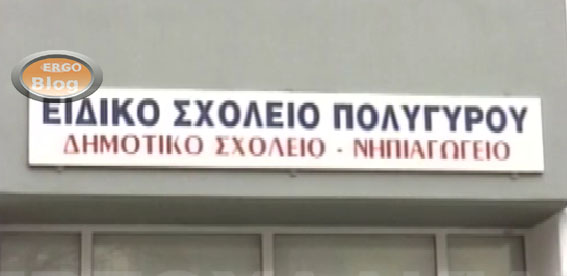 ERGO
Blog
ΕΙΔΙΚΟ ΣΧΟΛΕΙΟ ΠΟΛΥΓΥΡΟΥ
ΔΗΜΟΤΙΚΟ ΣΧΟΛΕΙΟ - ΝΗΠΙΑΓΩΓΕΙΟ